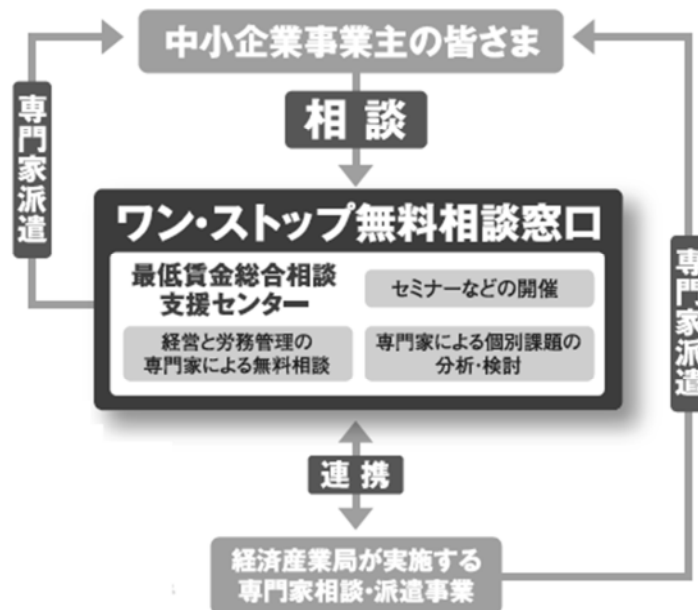 中小企業事業主の皆さま
相談
専門家派遣
ワン・ストップ無料相談窓口
最低賃金総合相談
支援センター
セミナーなどの開催
経営と労務管理の
専門家による無料相談
専門家による個別課題の
分析・検討
専門家派遣
連携
経済産業局が実施する
専門家相談・派遣事業